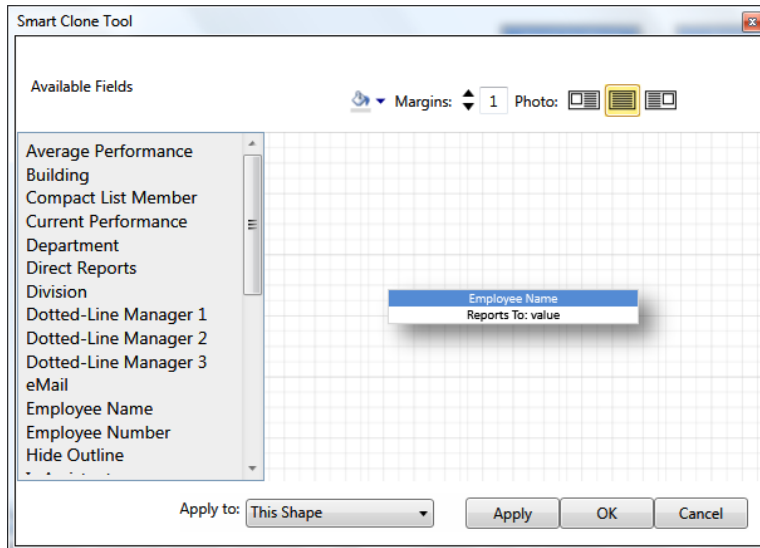 Smart Clone Tool
Available Fields
Margins: 1 Photo:
Average Performance
Building
Compact List Member
Current Performance
Department
Direct Reports
Division
Dotted-Line Manager 1
Dotted-Line Manager 2
Dotted-Line Manager 3
eMail
Employee Name
Employee Number
Hide Outline
Employee Name
Reports To: value
Apply to: This Shape Apply OK Cancel